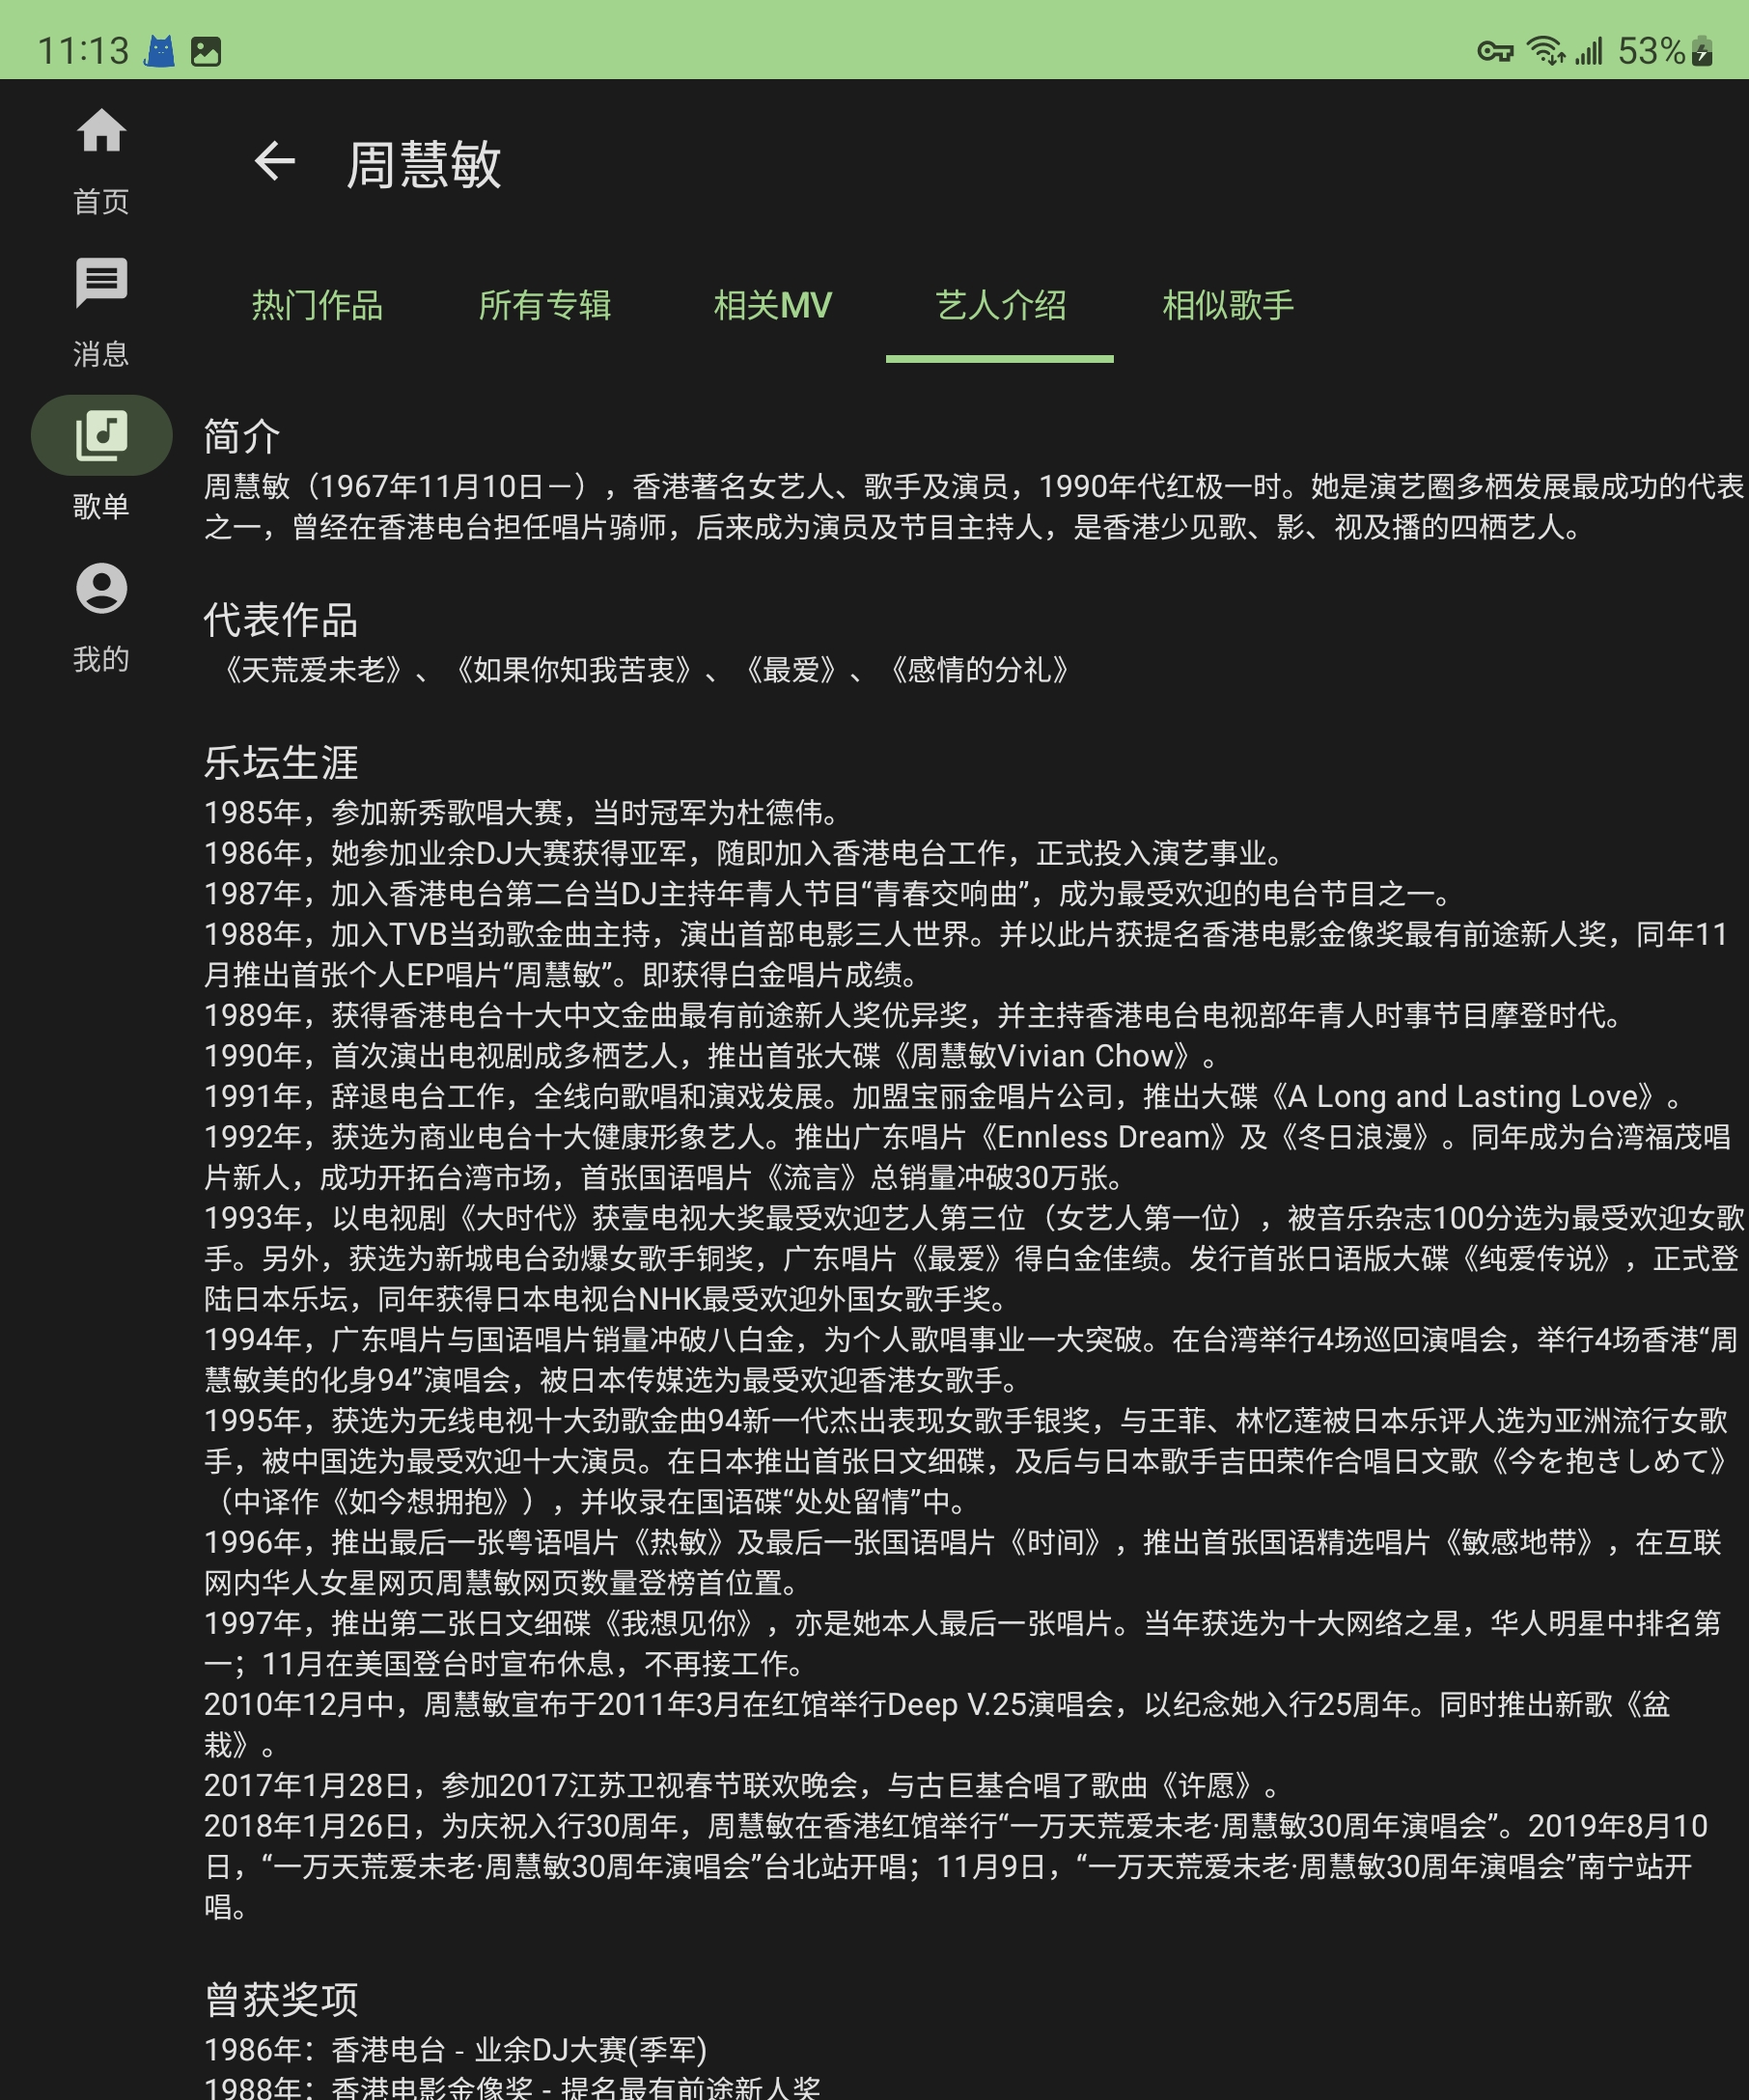 11:13
53%
周慧敏
首页
消息
歌单
我的
热门作品
所有专辑
相关MV
艺人介绍
相似歌手
简介
周慧敏（1967年11月10日－），香港著名女艺人、歌手及演员，1990年代红极一时。她是演艺圈多栖发展最成功的代表
之一，曾经在香港电台担任唱片骑师，后来成为演员及节目主持人，是香港少见歌、影、视及播的四栖艺人。
代表作品
《天荒爱未老》、《如果你知我苦衷》、《最爱》、《感情的分礼》
乐坛生涯
1985年，参加新秀歌唱大赛，当时冠军为杜德伟。
1986年，她参加业余DJ大赛获得亚军，随即加入香港电台工作，正式投入演艺事业。
1987年，加入香港电台第二台当DJ主持年青人节目“青春交响曲”，成为最受欢迎的电台节目之一。
1988年，加入TVB当劲歌金曲主持，演出首部电影三人世界。并以此片获提名香港电影金像奖最有前途新人奖，同年11
月推出首张个人EP唱片“周慧敏”。即获得白金唱片成绩。
1989年，获得香港电台十大中文金曲最有前途新人奖优异奖，并主持香港电台电视部年青人时事节目摩登时代。
1990年，首次演出电视剧成多栖艺人，推出首张大碟《周慧敏Vivian Chow》。
1991年，辞退电台工作，全线向歌唱和演戏发展。加盟宝丽金唱片公司，推出大碟《A Long and Lasting Love》。
1992年，获选为商业电台十大健康形象艺人。推出广东唱片《Ennless Dream》及《冬日浪漫》。同年成为台湾福茂唱
片新人，成功开拓台湾市场，首张国语唱片《流言》总销量冲破30万张。
1993年，以电视剧《大时代》获壹电视大奖最受欢迎艺人第三位（女艺人第一位），被音乐杂志100分选为最受欢迎女歌
手。另外，获选为新城电台劲爆女歌手铜奖，广东唱片《最爱》得白金佳绩。发行首张日语版大碟《纯爱传说》，正式登
陆日本乐坛，同年获得日本电视台NHK最受欢迎外国女歌手奖。
1994年，广东唱片与国语唱片销量冲破八白金，为个人歌唱事业一大突破。在台湾举行4场巡回演唱会，举行4场香港“周
慧敏美的化身94”演唱会，被日本传媒选为最受欢迎香港女歌手。
1995年，获选为无线电视十大劲歌金曲94新一代杰出表现女歌手银奖，与王菲、林忆莲被日本乐评人选为亚洲流行女歌
手，被中国选为最受欢迎十大演员。在日本推出首张日文细碟，及后与日本歌手吉田荣作合唱日文歌《今を抱きしめて》
（中译作《如今想拥抱》），并收录在国语碟“处处留情”中。
1996年，推出最后一张粤语唱片《热敏》及最后一张国语唱片《时间》，推出首张国语精选唱片《敏感地带》，在互联
网内华人女星网页周慧敏网页数量登榜首位置。
1997年，推出第二张日文细碟《我想见你》，亦是她本人最后一张唱片。当年获选为十大网络之星，华人明星中排名第
一；11月在美国登台时宣布休息，不再接工作。
2010年12月中，周慧敏宣布于2011年3月在红馆举行Deep V.25演唱会，以纪念她入行25周年。同时推出新歌《盆
栽》。
2017年1月28日，参加2017江苏卫视春节联欢晚会，与古巨基合唱了歌曲《许愿》。
2018年1月26日，为庆祝入行30周年，周慧敏在香港红馆举行“一万天荒爱未老·周慧敏30周年演唱会”。2019年8月10
日，“一万天荒爱未老·周慧敏30周年演唱会”台北站开唱；11月9日，“一万天荒爱未老·周慧敏30周年演唱会”南宁站开
唱。
曾获奖项
1986年：香港电台 - 业余DJ大赛(季军)
1988年：香港电影金像奖 - 提名最有前途新人奖